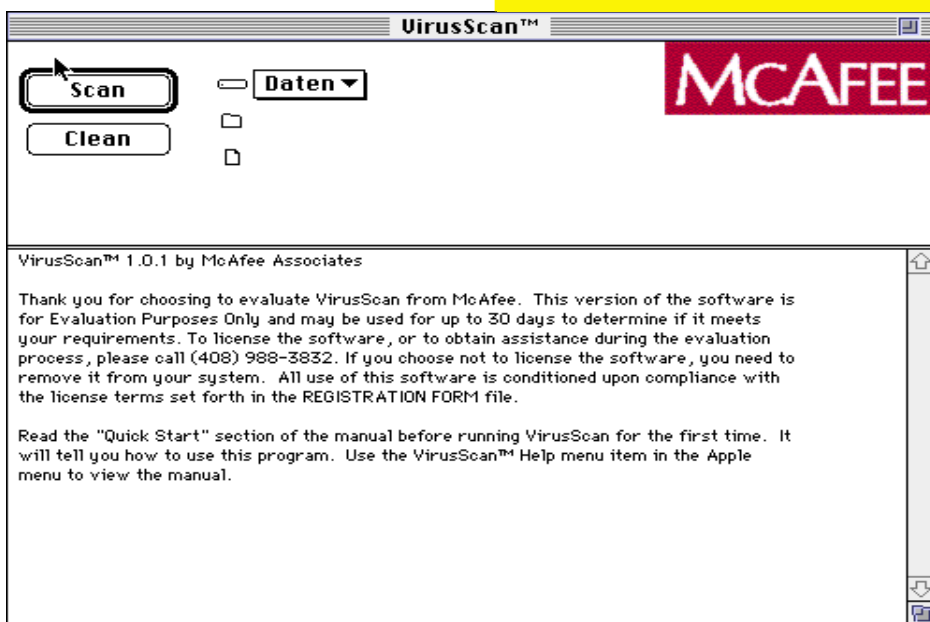 VirusScan™
Scan
Daten
McAfee
Clean
VirusScan™ 1.0.1 by McAfee Associates
Thank you for choosing to evaluate VirusScan from McAfee.  This version of the software is
for Evaluation Purposes Only and may be used for up to 30 days to determine if it meets
your requirements. To license the software, or to obtain assistance during the evaluation
process, please call (408) 988-3832. If you choose not to license the software, you need to
remove it from your system.  All use of this software is conditioned upon compliance with
the license terms set forth in the REGISTRATION FORM file.
Read the "Quick Start" section of the manual before running VirusScan for the first time.  It
will tell you how to use this program.  Use the VirusScan™ Help menu item in the Apple
menu to view the manual.